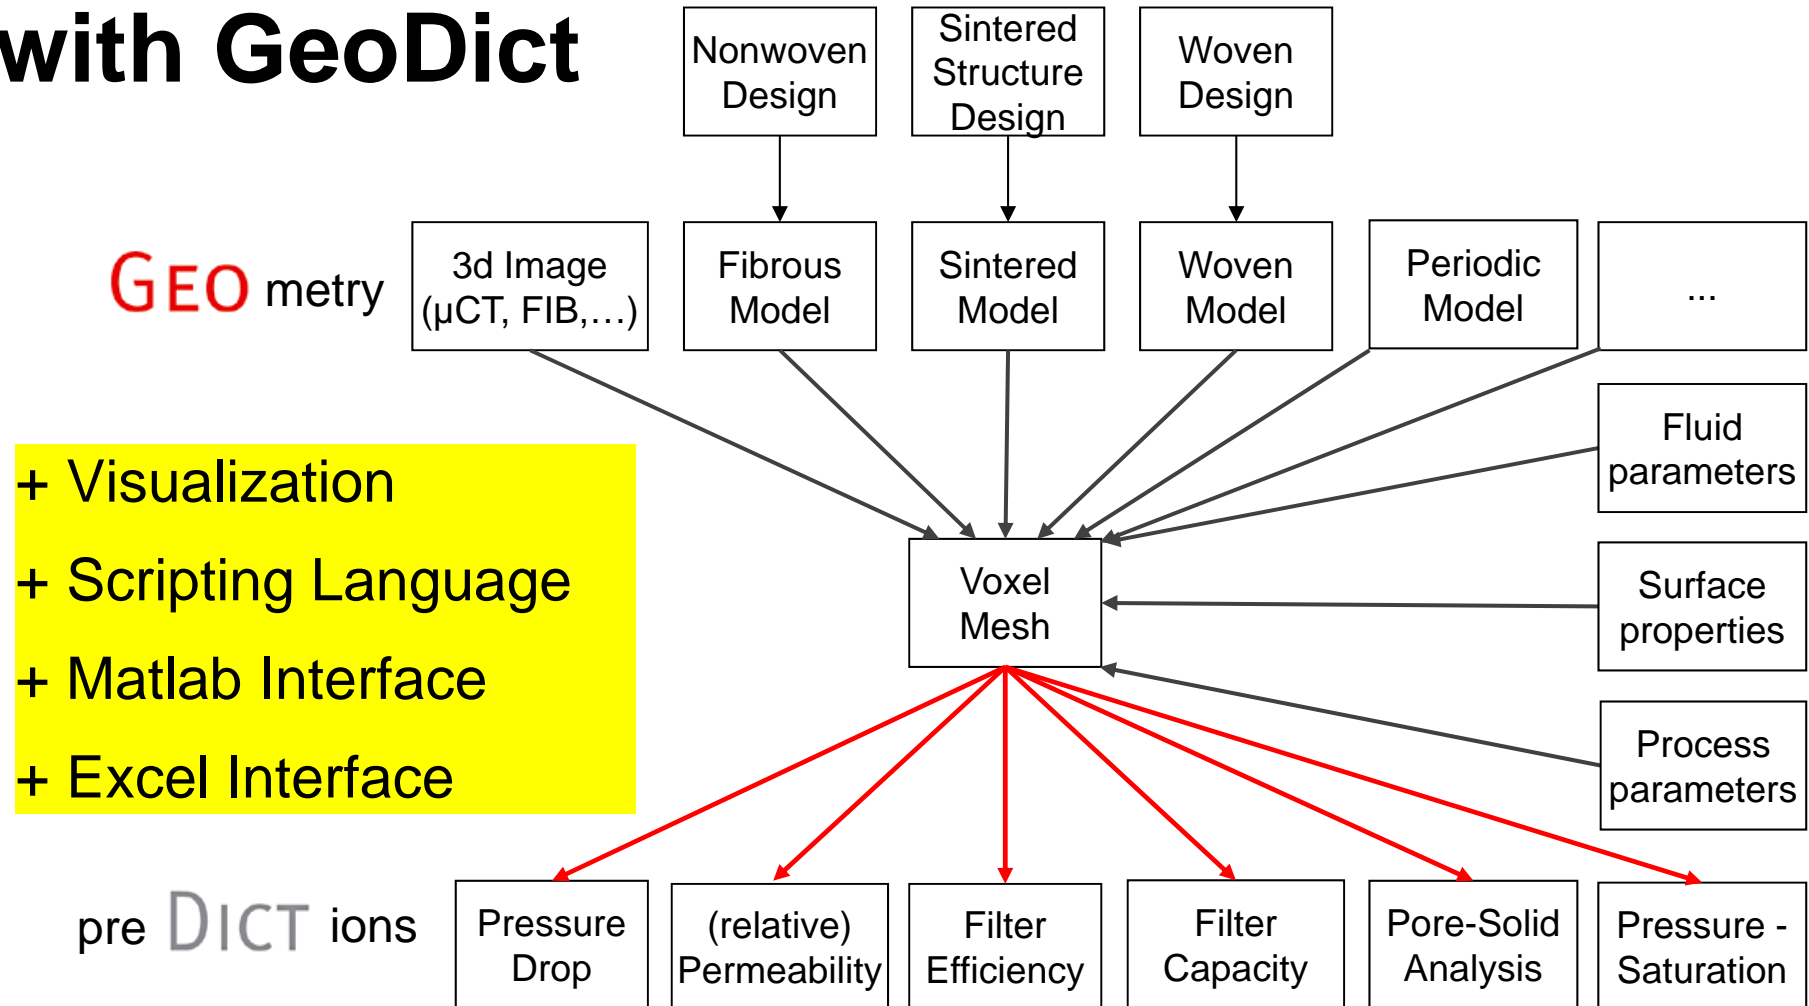 with GeoDict
Nonwoven
Design
Sintered
Structure
Design
Woven
Design
GEO metry
3d Image
(µCT, FIB,…)
Fibrous
Model
Sintered
Model
Woven
Model
Periodic
Model
...
Fluid
parameters
+ Visualization
+ Scripting Language
+ Matlab Interface
+ Excel Interface
Voxel
Mesh
Surface
properties
Process
parameters
pre DICT ions
Pressure
Drop
(relative)
Permeability
Filter
Efficiency
Filter
Capacity
Pore-Solid
Analysis
Pressure -
Saturation